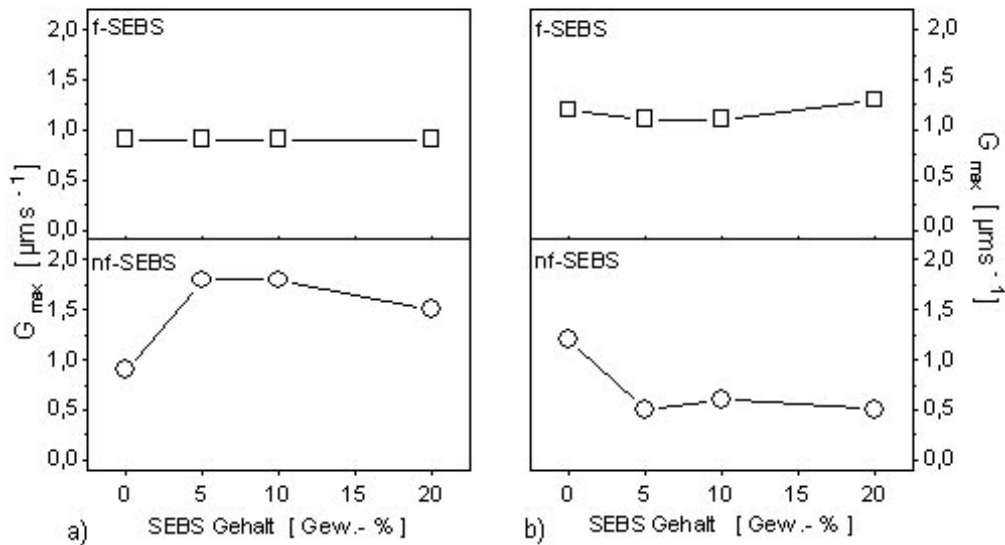 f-SEBS
2,0
1,5
1,0
0,5
0,0
nf-SEBS
2,0
1,5
1,0
0,5
0,0
G max [ µms -1 ]
0 5 10 15 20
SEBS Gehalt [ Gew.- % ]
a)
f-SEBS
2,0
1,5
1,0
0,5
0,0
nf-SEBS
2,0
1,5
1,0
0,5
0,0
G max [ µms -1 ]
0 5 10 15 20
SEBS Gehalt [ Gew.- % ]
b)